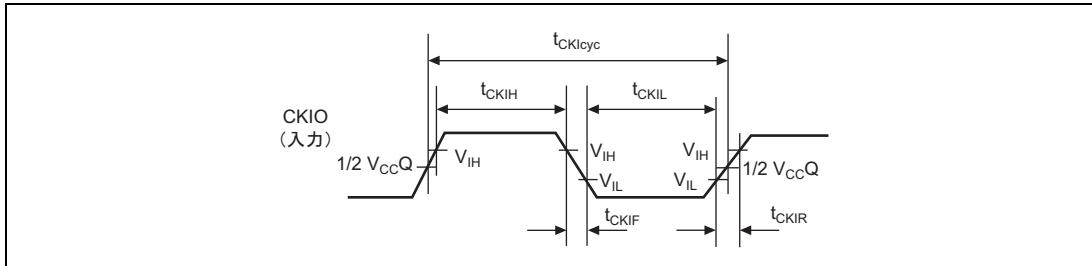 tCKIcyc
tCKIH
tCKIL
CKIO
（入力）
1/2 VCCQ
VIH
VIH
VIL
VIH
VIL
1/2 VCCQ
tCKIF
tCKIR